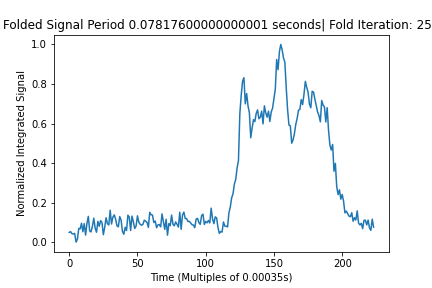 Folded Signal Period 0.07817600000000001 seconds| Fold Iteration: 25
1.0
0.8
0.6
0.4
0.2
0.0
Normalized Integrated Signal
0 50 100 150 200
Time (Multiples of 0.00035s)